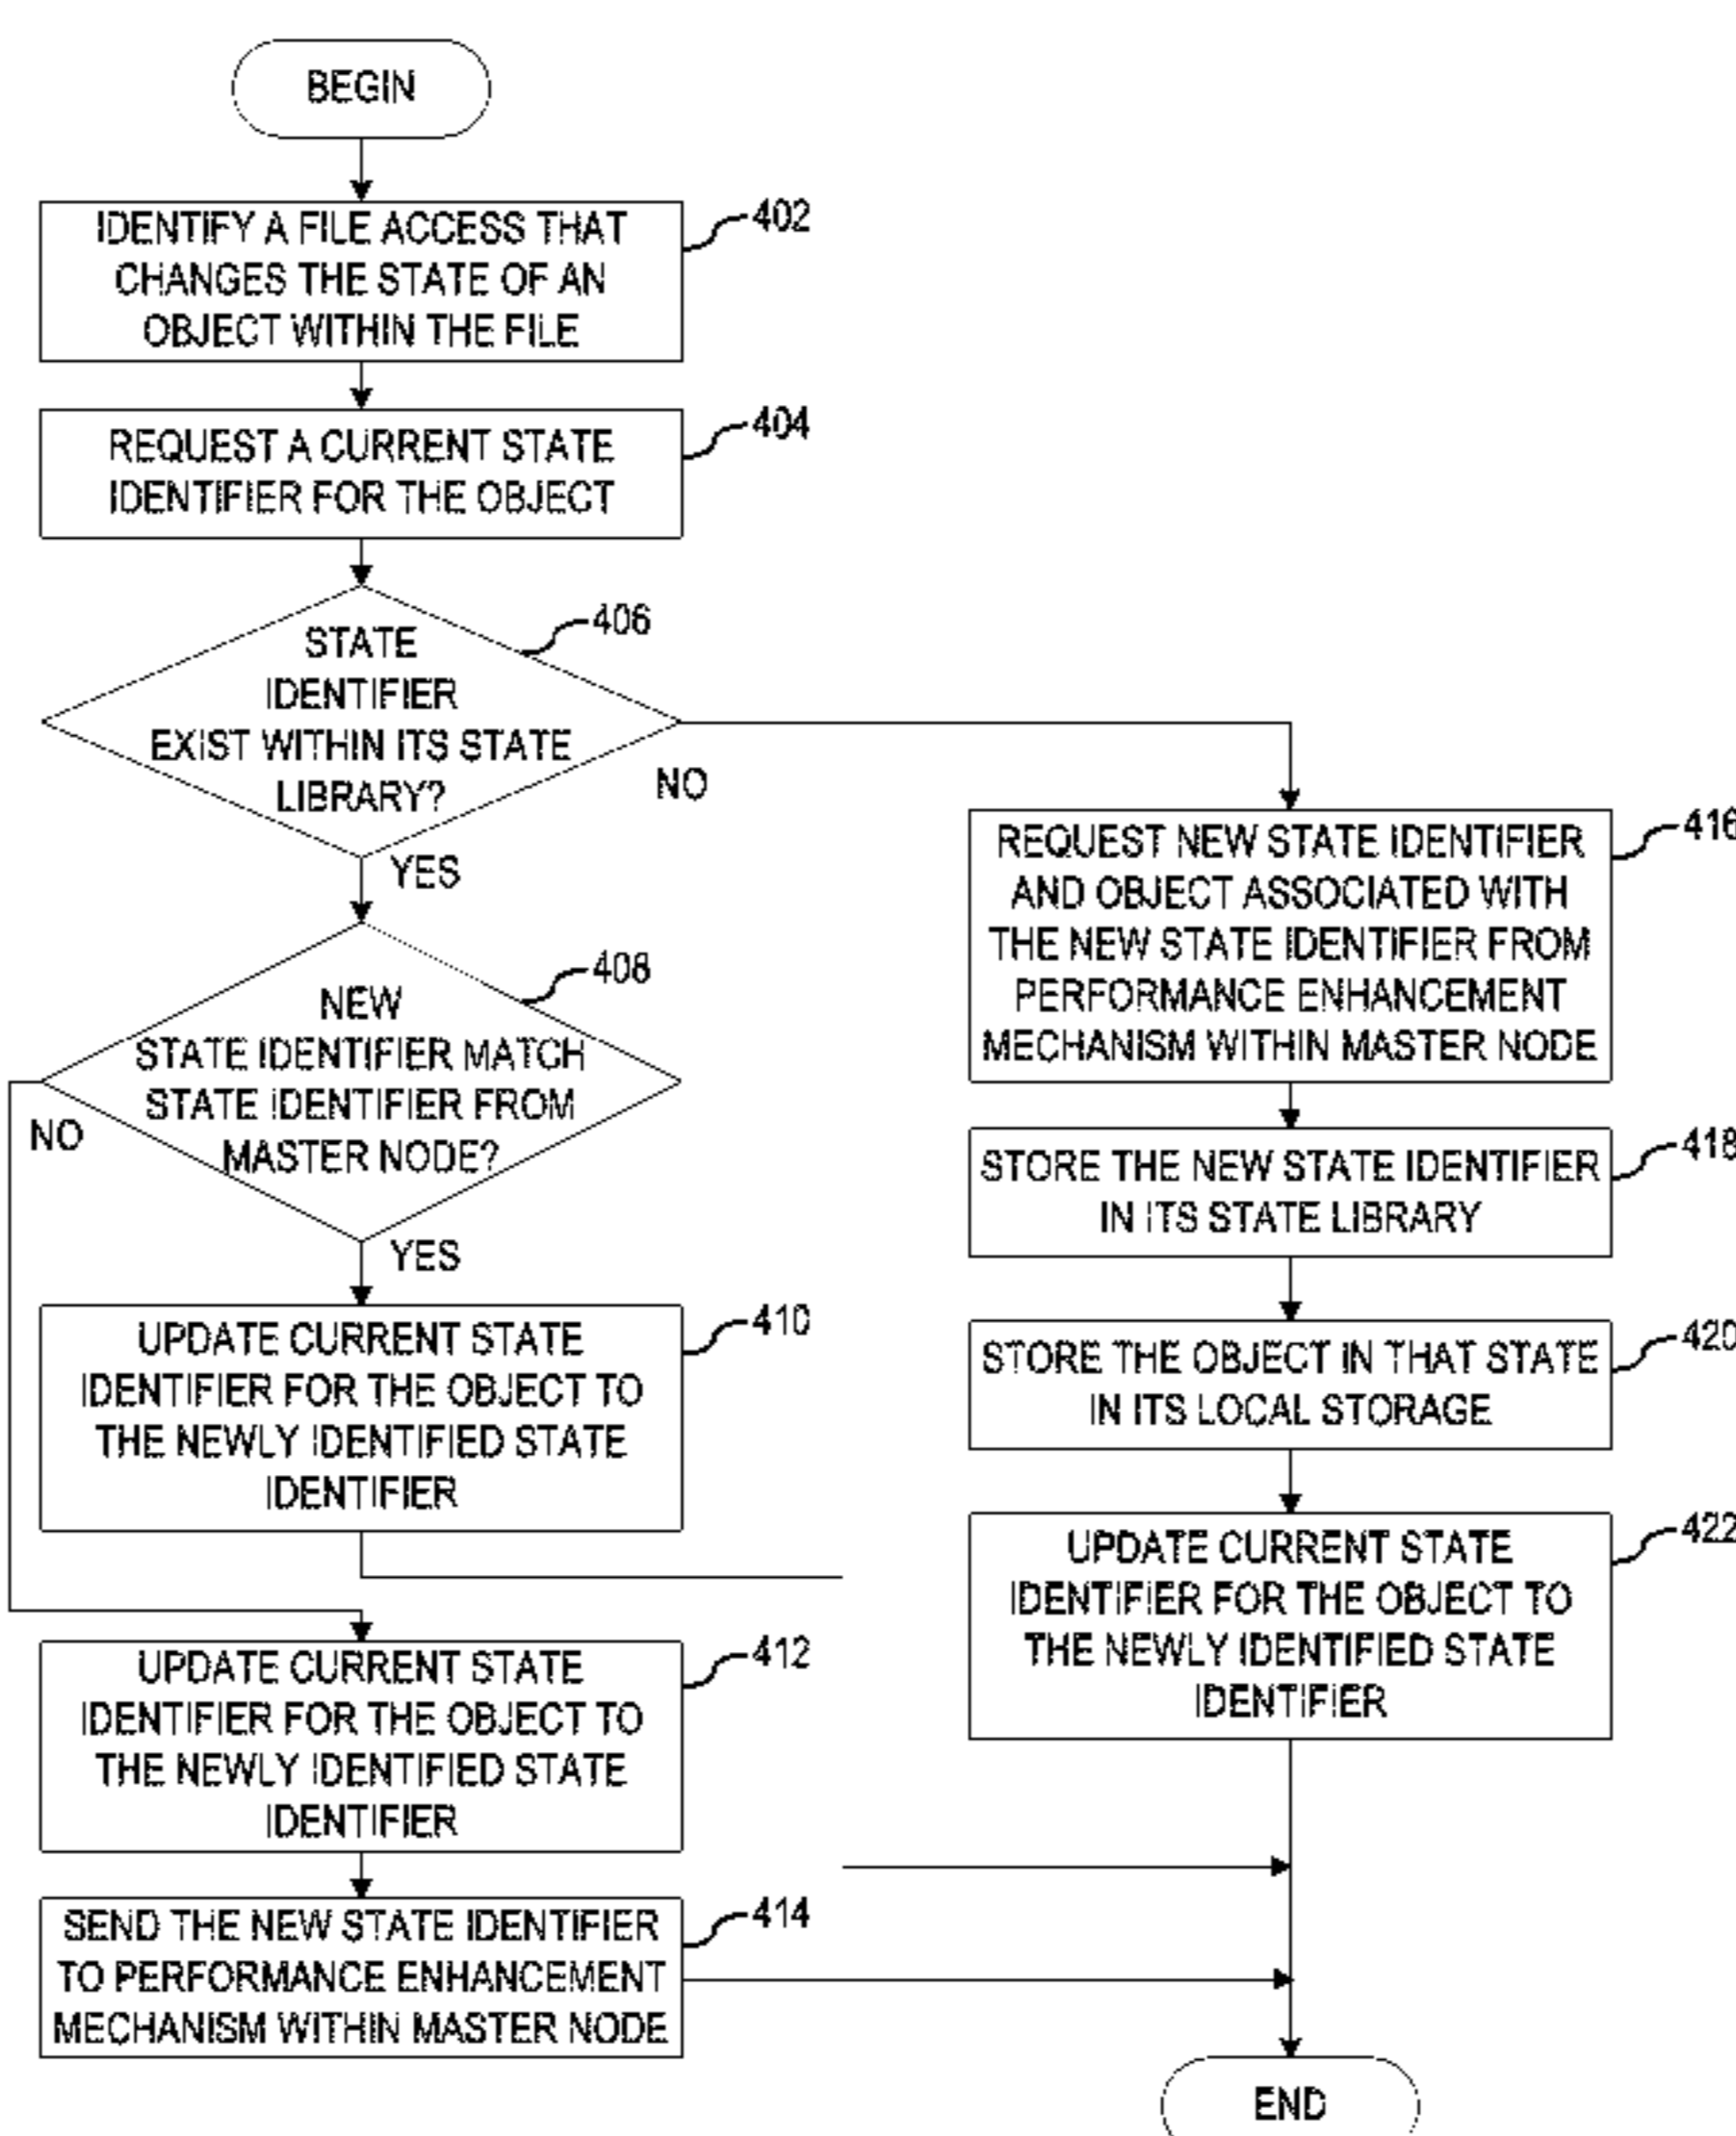 BEGIN
IDENTIFY A FILE ACCESS THAT
CHANGES THE STATE OF AN
OBJECT WITHIN THE FILE
402
REQUEST A CURRENT STATE
IDENTIFIER FOR THE OBJECT
404
STATE
IDENTIFIER
EXIST WITHIN ITS STATE
LIBRARY?
406
NO
YES
NEW
STATE IDENTIFIER MATCH
STATE IDENTIFIER FROM
MASTER NODE?
408
NO
YES
UPDATE CURRENT STATE
IDENTIFIER FOR THE OBJECT TO
THE NEWLY IDENTIFIED STATE
IDENTIFIER
410
UPDATE CURRENT STATE
IDENTIFIER FOR THE OBJECT TO
THE NEWLY IDENTIFIED STATE
IDENTIFIER
412
SEND THE NEW STATE IDENTIFIER
TO PERFORMANCE ENHANCEMENT
MECHANISM WITHIN MASTER NODE
414
REQUEST NEW STATE IDENTIFIER
AND OBJECT ASSOCIATED WITH
THE NEW STATE IDENTIFIER FROM
PERFORMANCE ENHANCEMENT
MECHANISM WITHIN MASTER NODE
416
STORE THE NEW STATE IDENTIFIER
IN ITS STATE LIBRARY
418
STORE THE OBJECT IN THAT STATE
IN ITS LOCAL STORAGE
420
UPDATE CURRENT STATE
IDENTIFIER FOR THE OBJECT TO
THE NEWLY IDENTIFIED STATE
IDENTIFIER
422
END